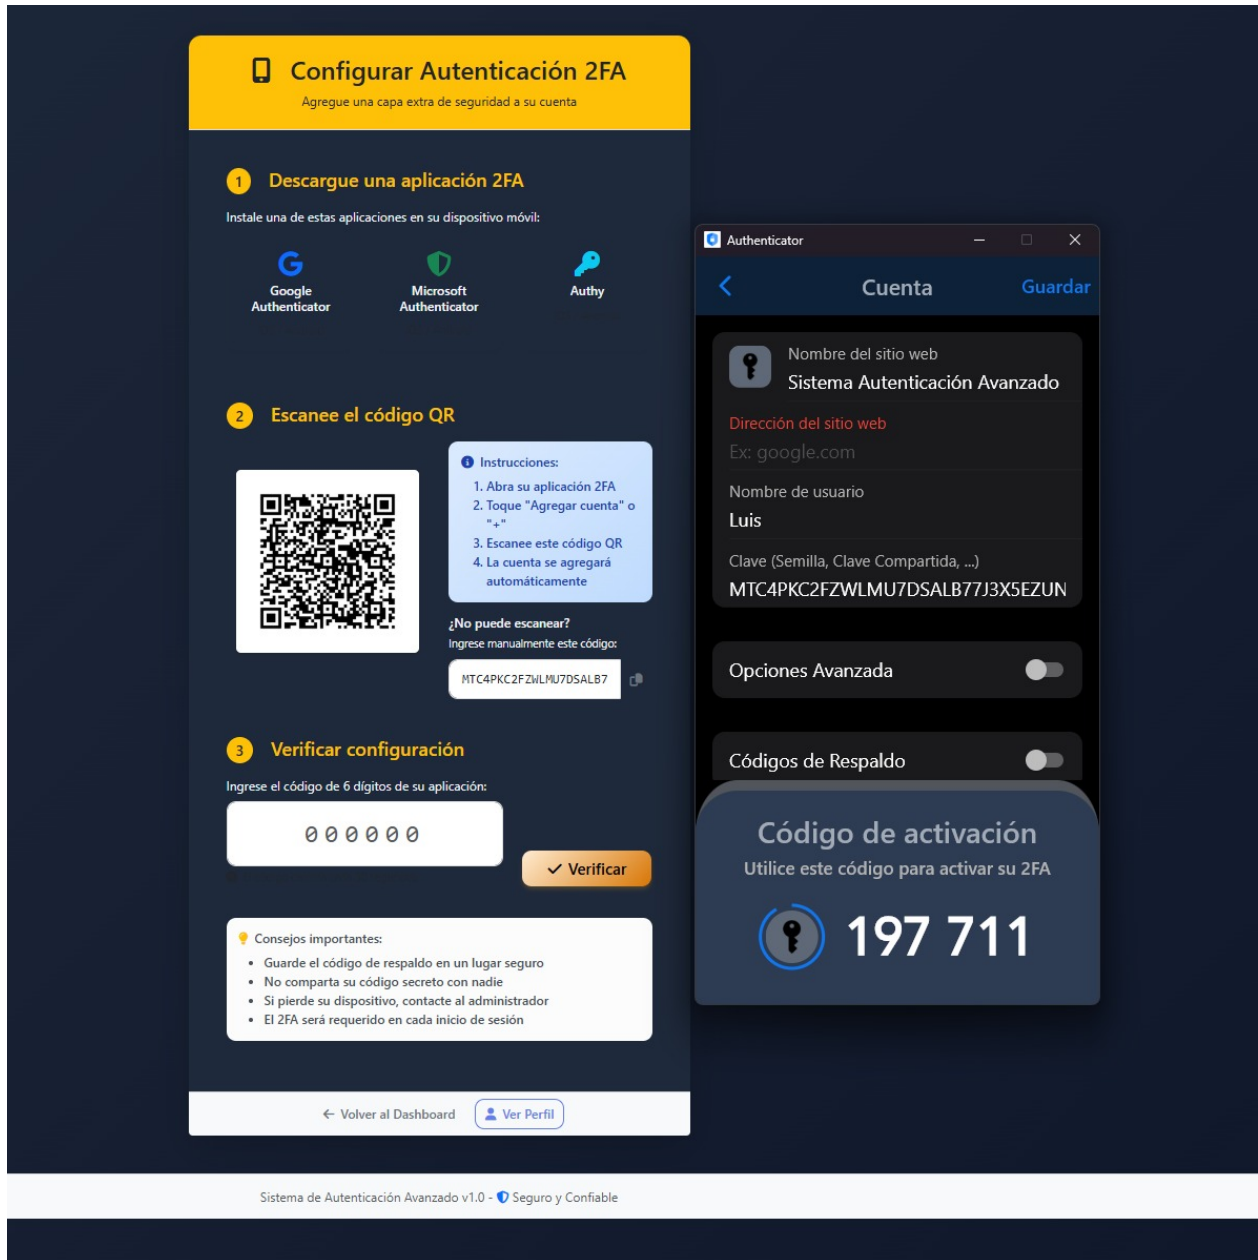 Configurar Autenticación 2FA
Agregue una capa extra de seguridad a su cuenta
1 Descargue una aplicación 2FA
Instale una de estas aplicaciones en su dispositivo móvil:
Google
Authenticator
Microsoft
Authenticator
Authy
2 Escanee el código QR
Instrucciones:
1. Abra su aplicación 2FA
2. Toque "Agregar cuenta" o
"+"
3. Escanee este código QR
4. La cuenta se agregará
automáticamente
¿No puede escanear?
Ingrese manualmente este código:
MTC4PKC2FZWLMU7DSALB7
3 Verificar configuración
Ingrese el código de 6 dígitos de su aplicación:
000000
Verificar
Consejos importantes:
• Guarde el código de respaldo en un lugar seguro
• No comparta su código secreto con nadie
• Si pierde su dispositivo, contacte al administrador
• El 2FA será requerido en cada inicio de sesión
← Volver al Dashboard
Ver Perfil
Authenticator
Cuenta
Guardar
Nombre del sitio web
Sistema Autenticación Avanzado
Dirección del sitio web
Ex: google.com
Nombre de usuario
Luis
Clave (Semilla, Clave Compartida, ...)
MTC4PKC2FZWLMU7DSALB77J3X5EZUN
Opciones Avanzada
Códigos de Respaldo
Código de activación
Utilice este código para activar su 2FA
197 711
Sistema de Autenticación Avanzado v1.0 - Seguro y Confiable